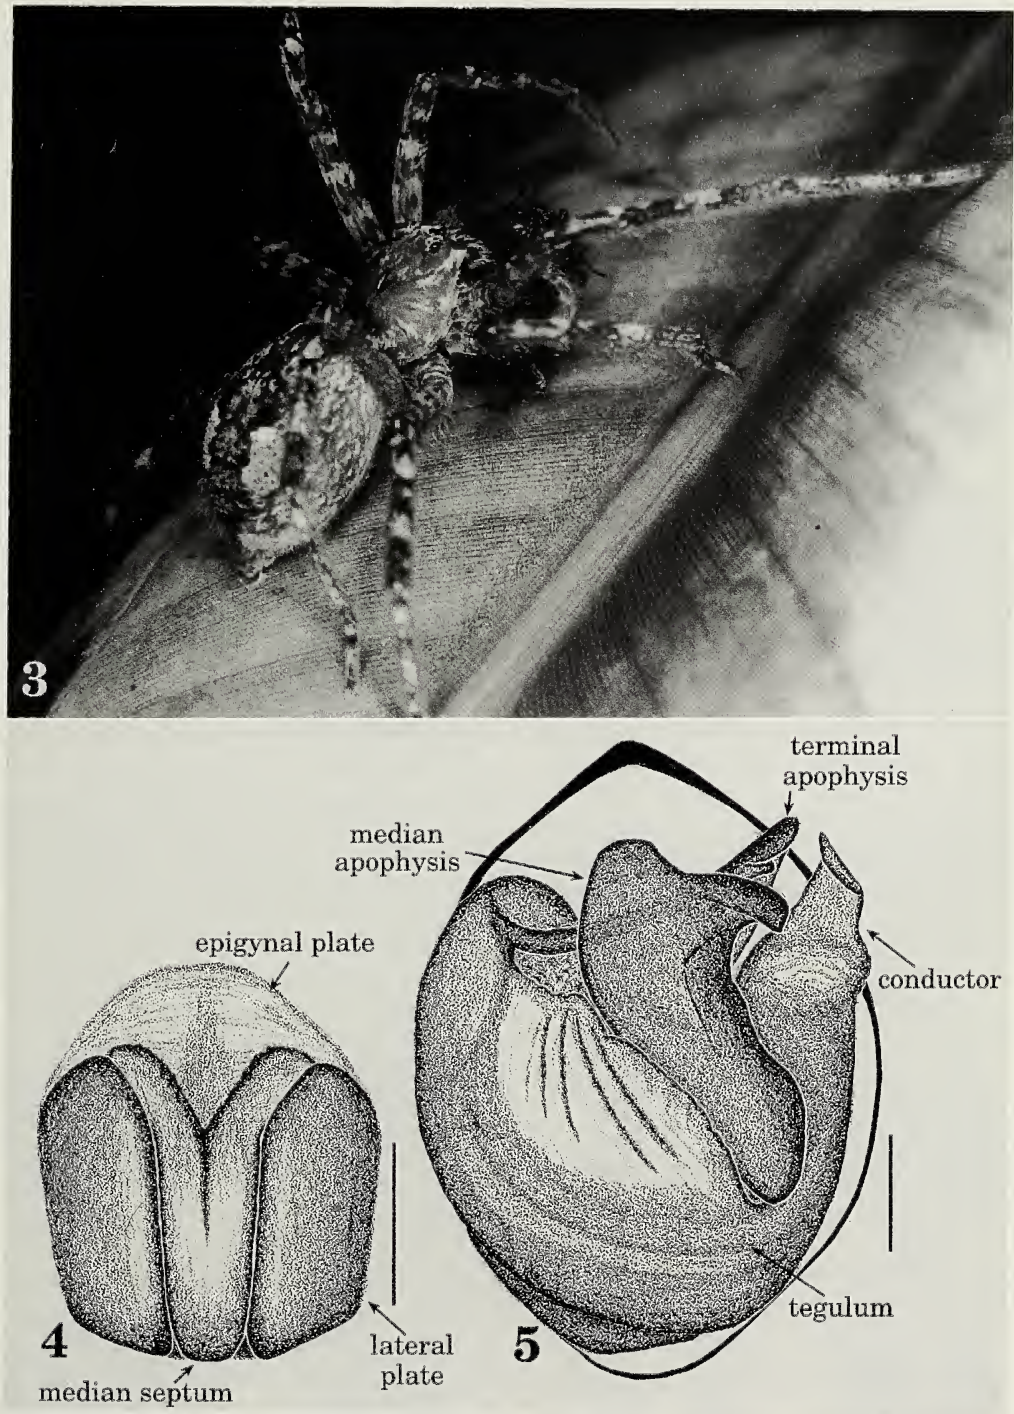 3
terminal
apophysis
median
apophysis
epigynal plate
conductor
tegulum
4
5
lateral
plate
median septum